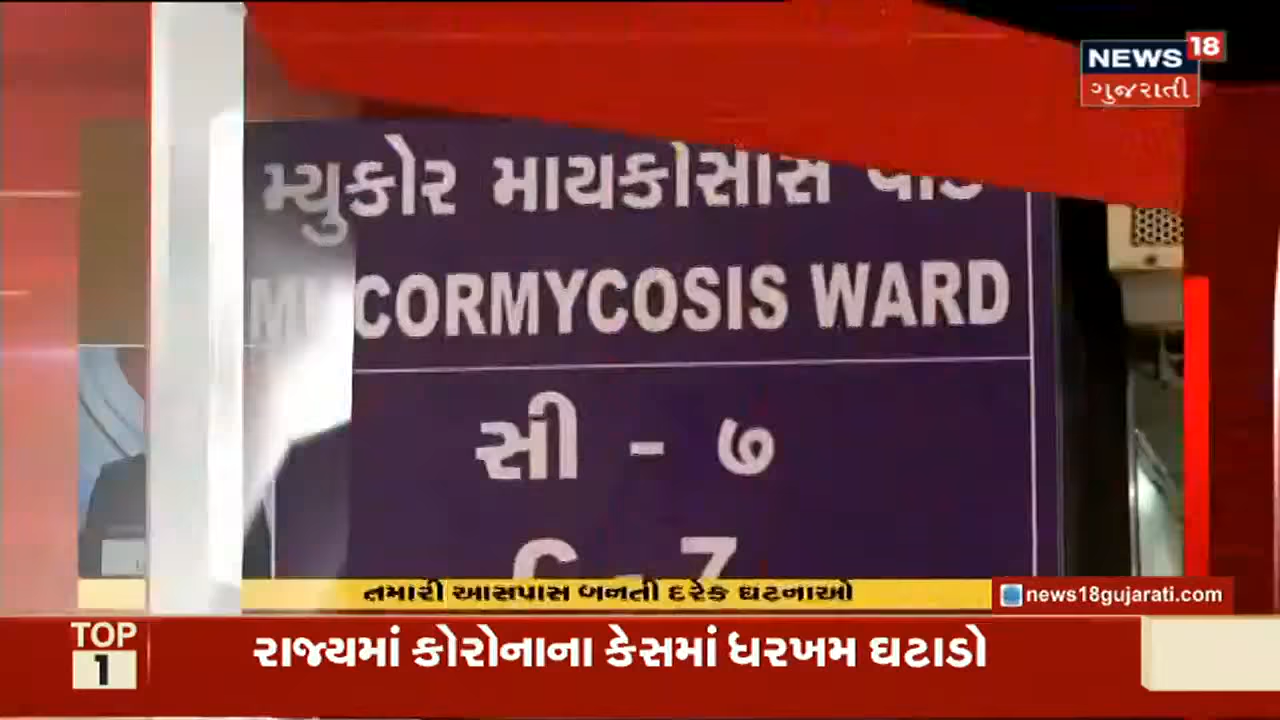 NEWS 18
ગુજરાતી
મ્યુકોર માયકોસીસ
CORMYCOSIS WARD
સી - ૭
C - 7
તમારી આસપાસ બનતી દરેક ઘટનાઓ
news18gujarati.com
TOP
1
રાજ્યમાં કોરોનાના કેસમાં ધરખમ ઘટાડો